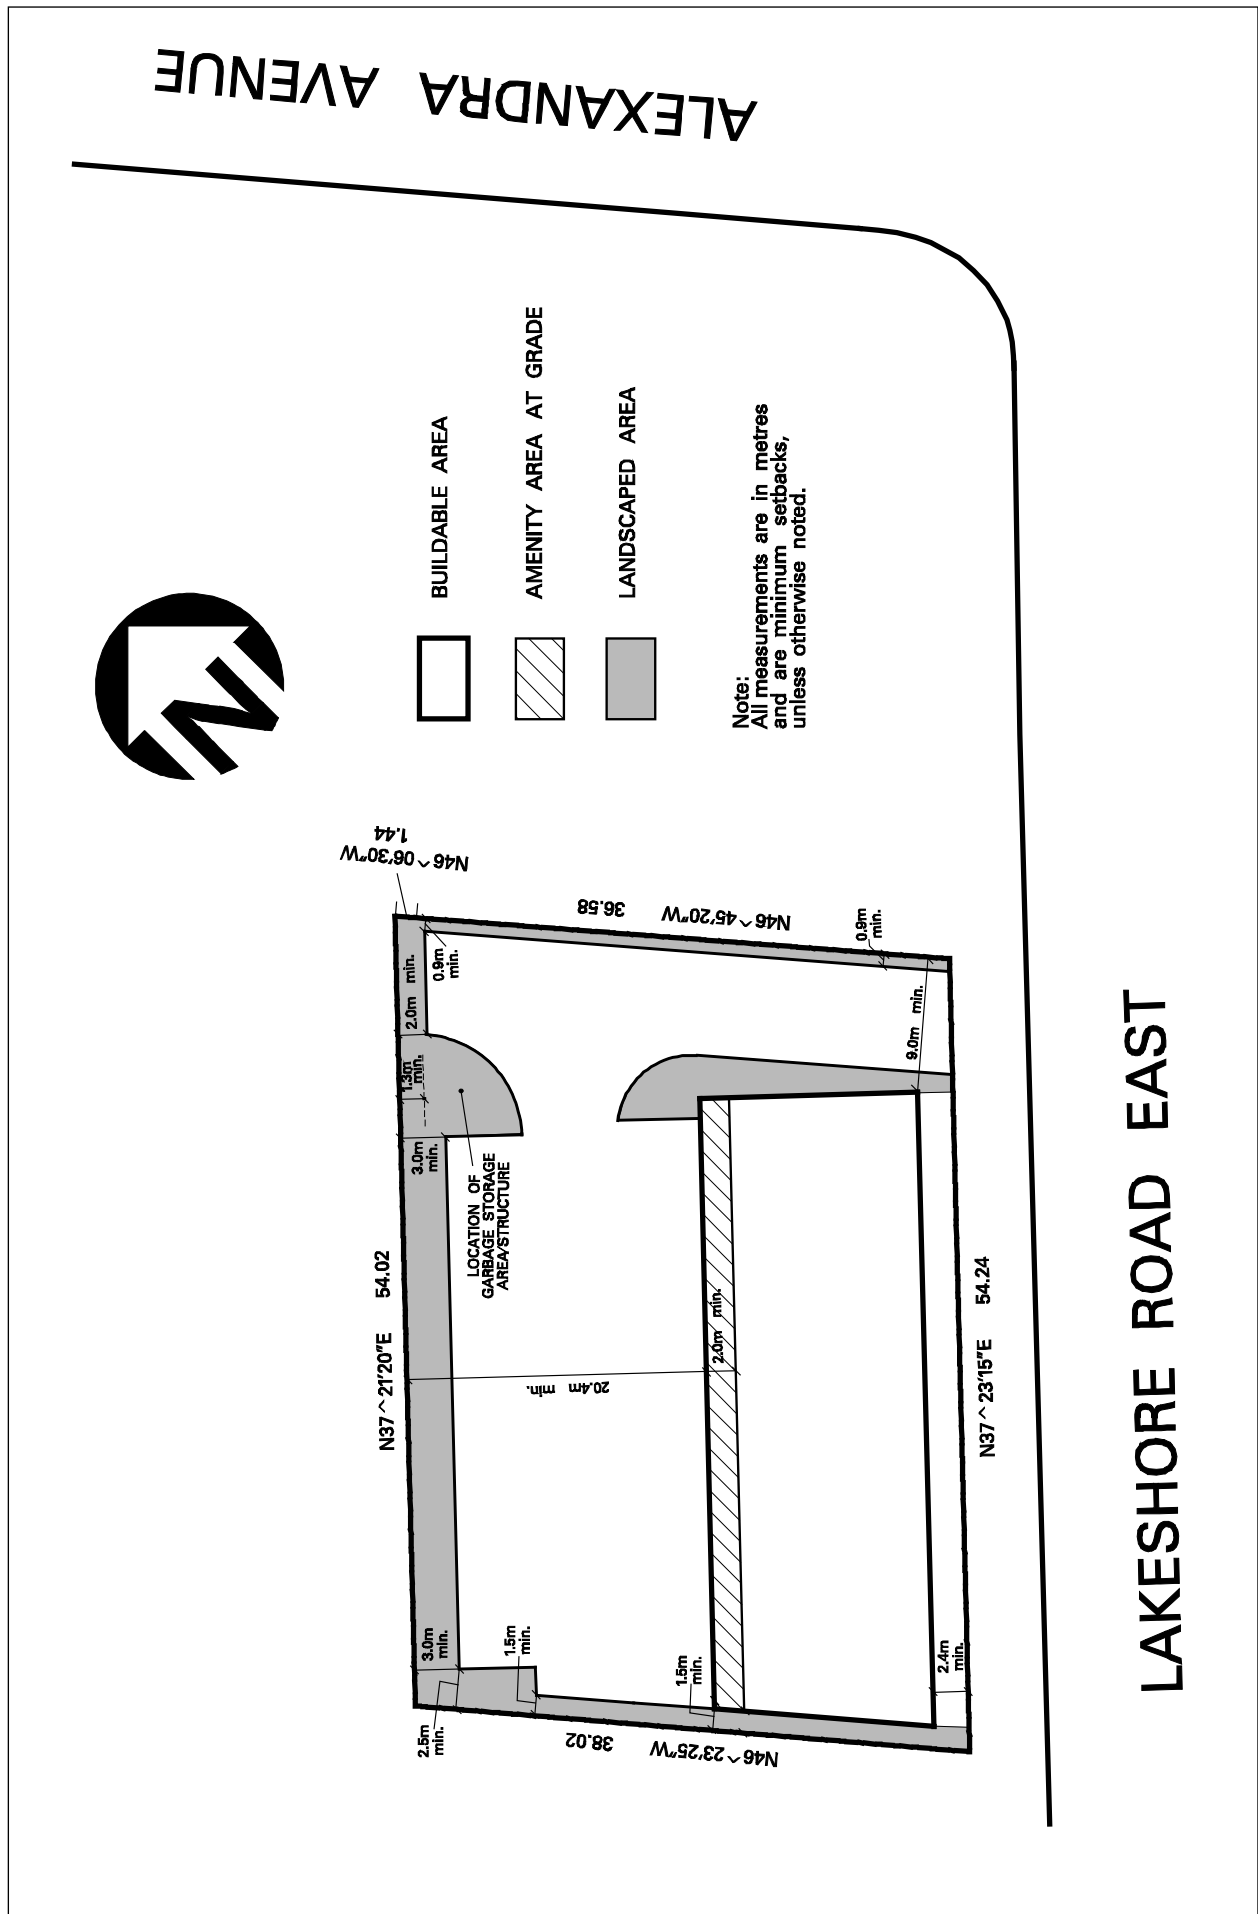 ALEXANDRA AVENUE
N
BUILDABLE AREA
AMENITY AREA AT GRADE
LANDSCAPED AREA
Note:
All measurements are in metres
and are minimum setbacks,
unless otherwise noted.
N46^06'30"W
1.44
N46^45'20"W 36.58
0.9m
min.
0.9m
min.
2.0m min.
1.3m
min.
3.0m
min.
9.0m min.
LOCATION OF
GARBAGE STORAGE
AREA/STRUCTURE
N37^21'20"E 54.02
20.4m min.
2.0m min.
N37^23'15"E 54.24
3.0m
min.
2.5m
min.
1.5m
min.
1.5m
min.
2.4m
min.
N46^23'25"W 38.02
LAKESHORE ROAD EAST